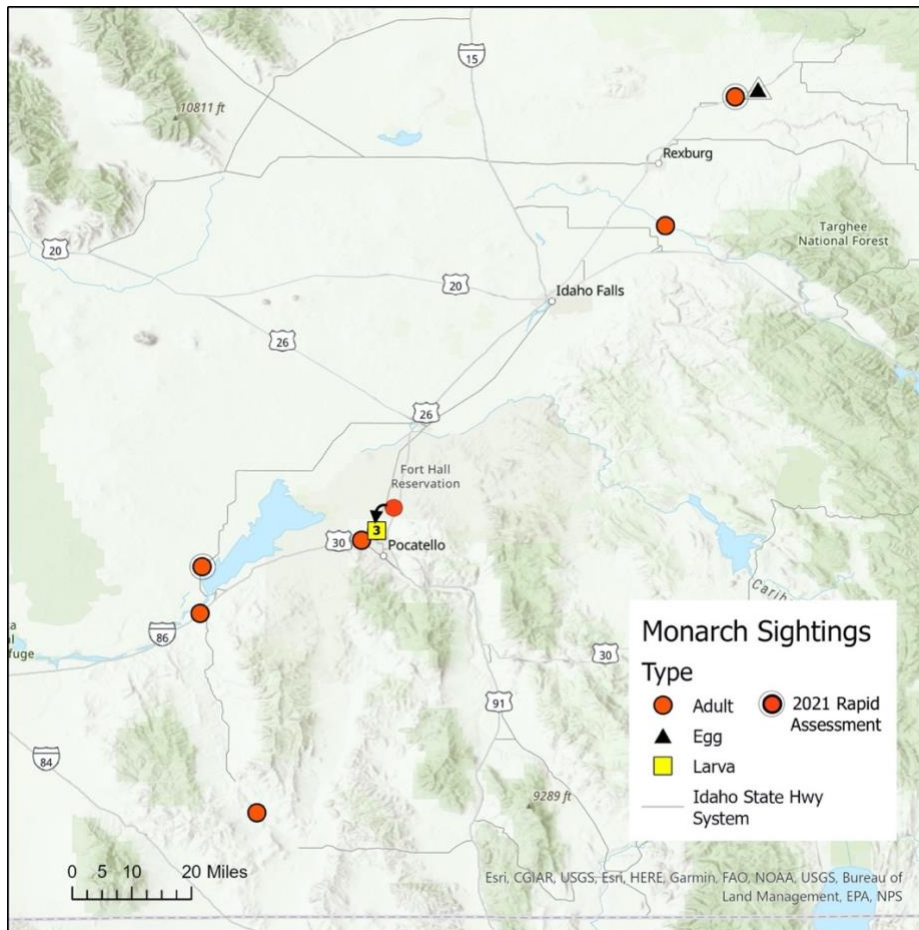 15
10811 ft
Rexburg
20
Targhee
National Forest
20
Idaho Falls
26
26
Fort Hall
Reservation
3
30
Pocatello
86
fuge
30
91
84
9289 ft
Monarch Sightings
Type
Adult
2021 Rapid
Assessment
Egg
Larva
Idaho State Hwy
System
0 5 10 20 Miles
Esri, CGIAR, USGS, Esri, HERE, Garmin, FAO, NOAA, USGS, Bureau of
Land Management, EPA, NPS